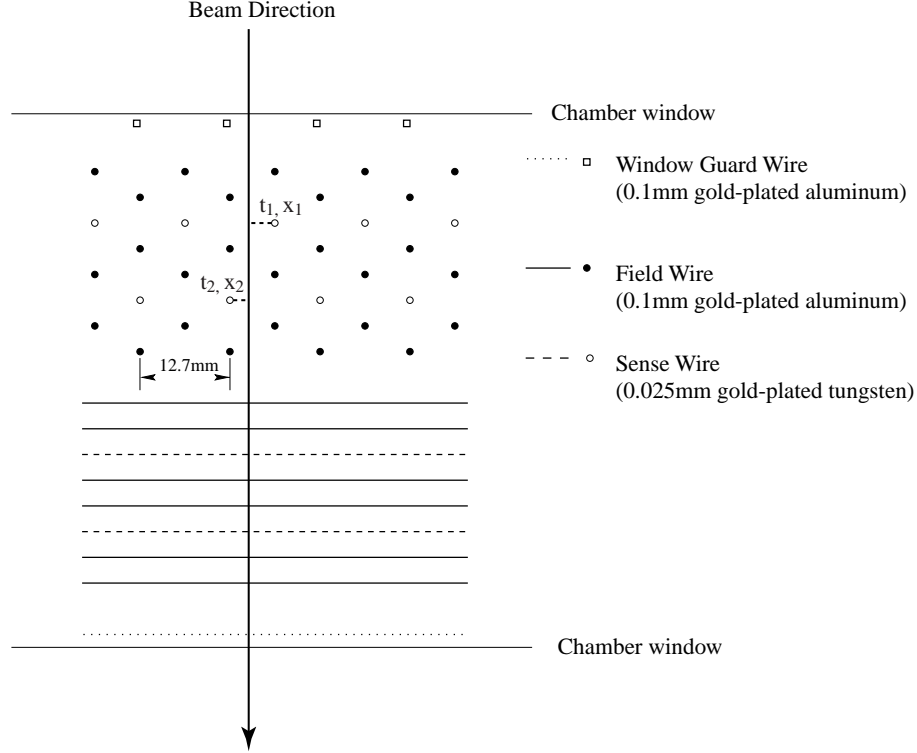 Beam Direction
Chamber window
Window Guard Wire
(0.1mm gold-plated aluminum)
t1, x1
Field Wire
(0.1mm gold-plated aluminum)
t2, x2
12.7mm
Sense Wire
(0.025mm gold-plated tungsten)
Chamber window